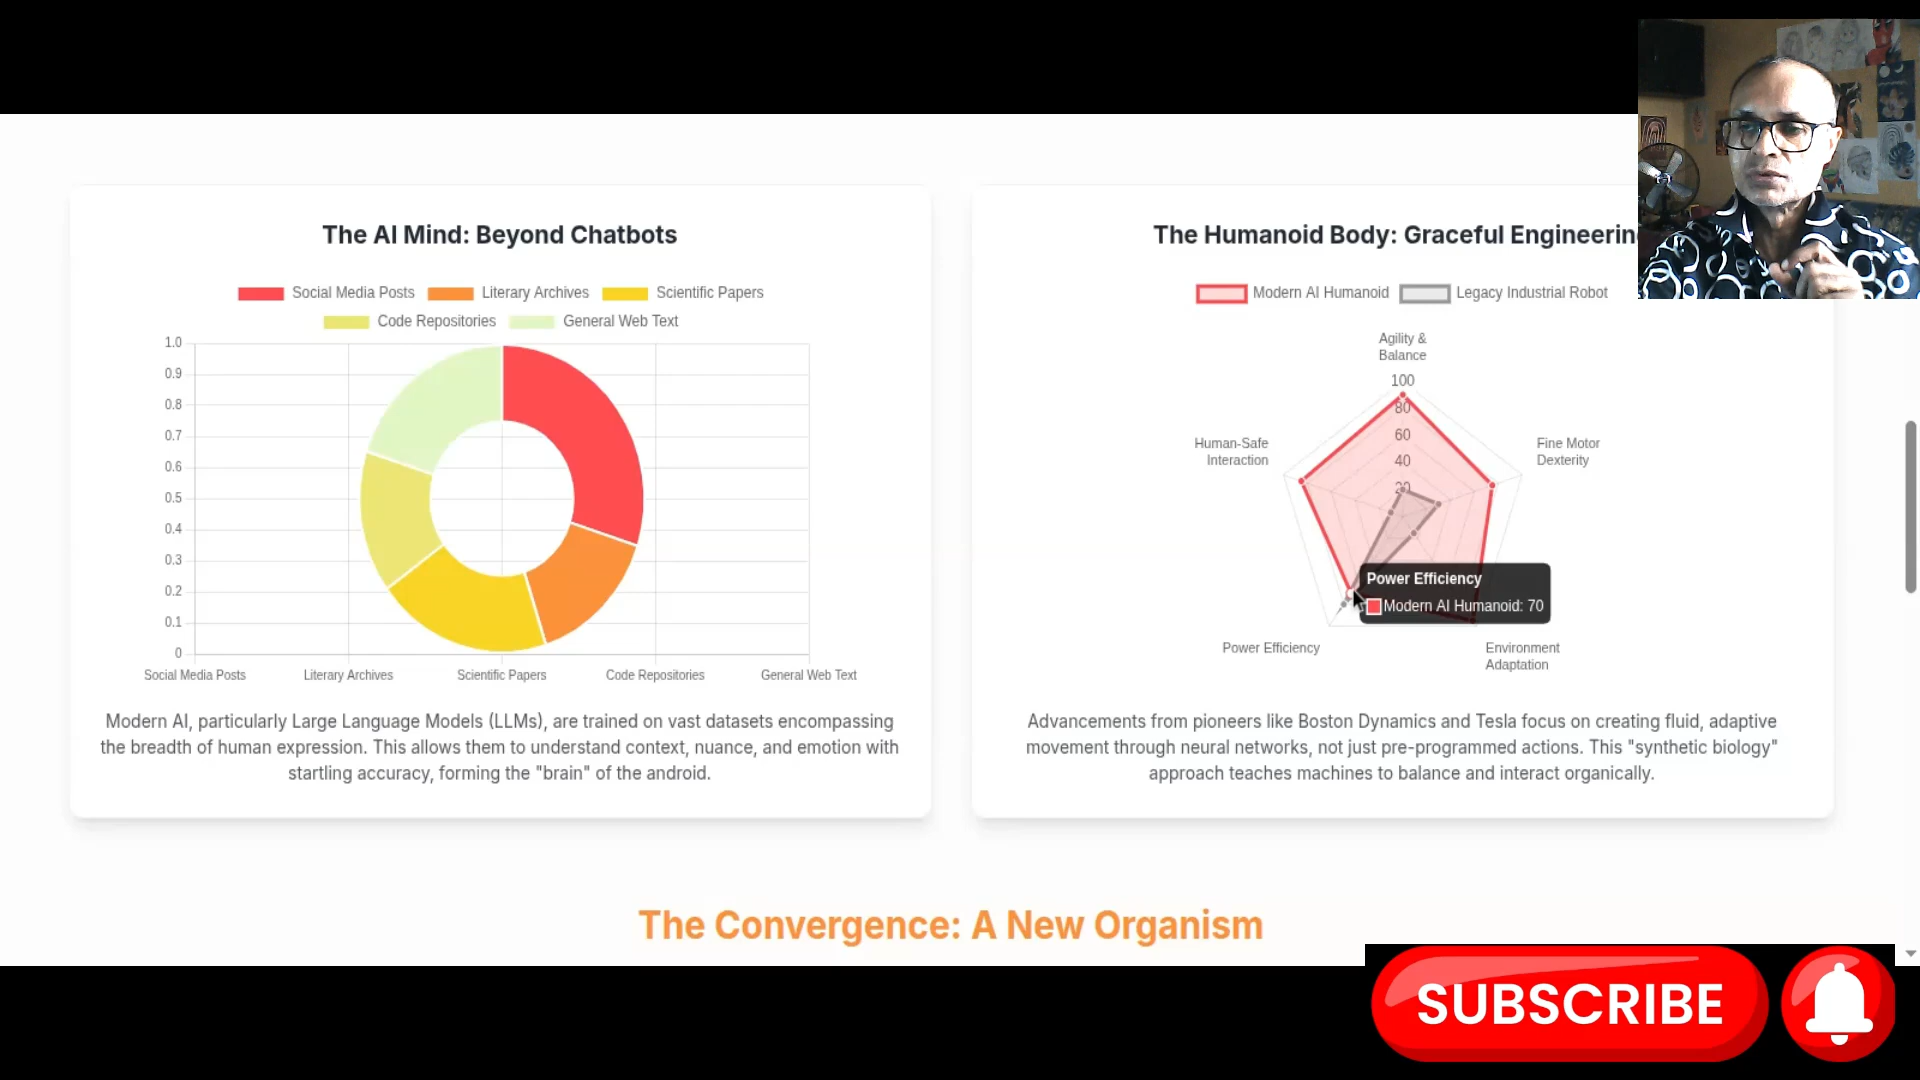 The AI Mind: Beyond Chatbots
Social Media Posts
Literary Archives
Scientific Papers
Code Repositories
General Web Text
1.0
0.9
0.8
0.7
0.6
0.5
0.4
0.3
0.2
0.1
0
Social Media Posts
Literary Archives
Scientific Papers
Code Repositories
General Web Text
Modern AI, particularly Large Language Models (LLMs), are trained on vast datasets encompassing
the breadth of human expression. This allows them to understand context, nuance, and emotion with
startling accuracy, forming the "brain" of the android.
The Humanoid Body: Graceful Engineerin
Modern AI Humanoid
Legacy Industrial Robot
Agility &
Balance
100
80
60
40
20
Human-Safe
Interaction
Fine Motor
Dexterity
Power Efficiency
Modern AI Humanoid: 70
Power Efficiency
Environment
Adaptation
Advancements from pioneers like Boston Dynamics and Tesla focus on creating fluid, adaptive
movement through neural networks, not just pre-programmed actions. This "synthetic biology"
approach teaches machines to balance and interact organically.
The Convergence: A New Organism
SUBSCRIBE